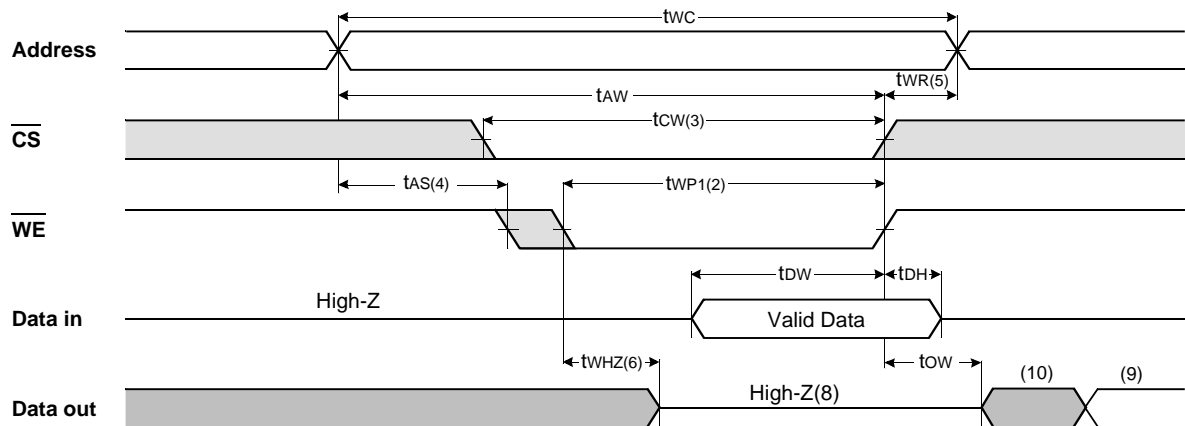 tWC
Address
tWR(5)
tAW
tCW(3)
CS
tAS(4)
tWP1(2)
WE
tDW
tDH
High-Z
Data in
Valid Data
tWHZ(6)
tOW
High-Z(8)
(10)
(9)
Data out